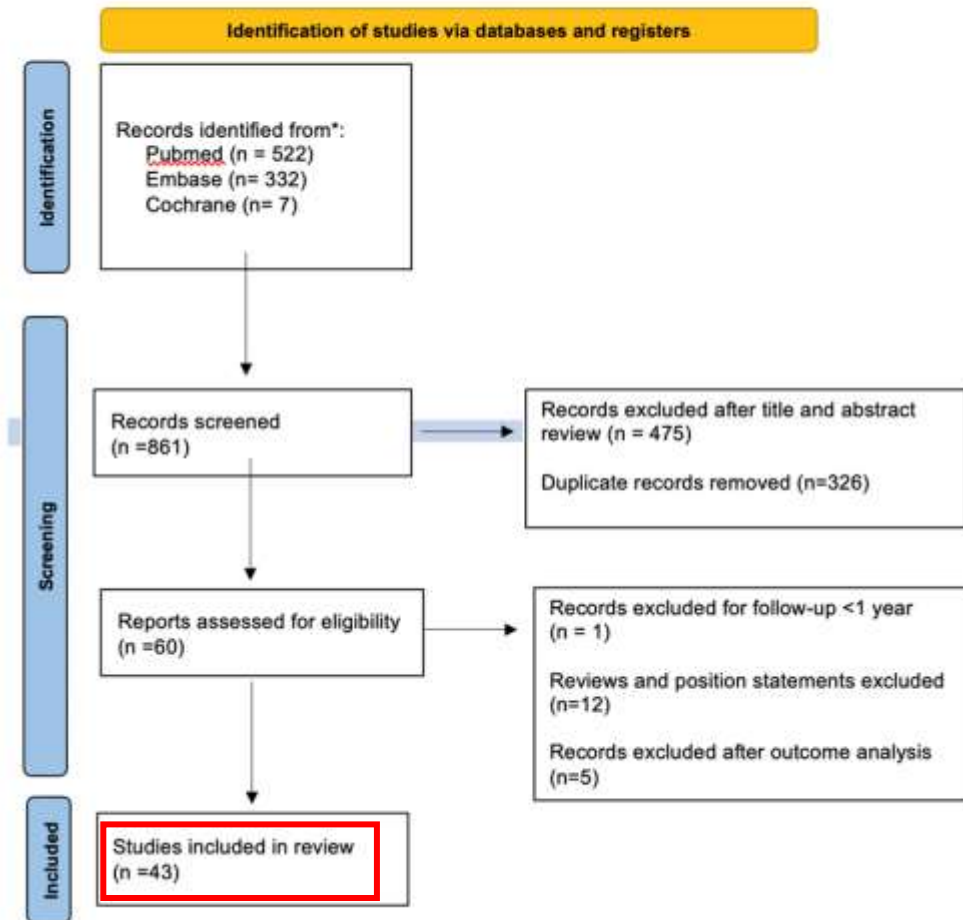 Identification of studies via databases and registers
Identification
Records identified from*:
Pubmed (n = 522)
Embase (n= 332)
Cochrane (n= 7)
Screening
Records screened
(n =861)
Records excluded after title and abstract
review (n = 475)
Duplicate records removed (n=326)
Reports assessed for eligibility
(n =60)
Records excluded for follow-up <1 year
(n = 1)
Reviews and position statements excluded
(n=12)
Records excluded after outcome analysis
(n=5)
Included
Studies included in review
(n =43)